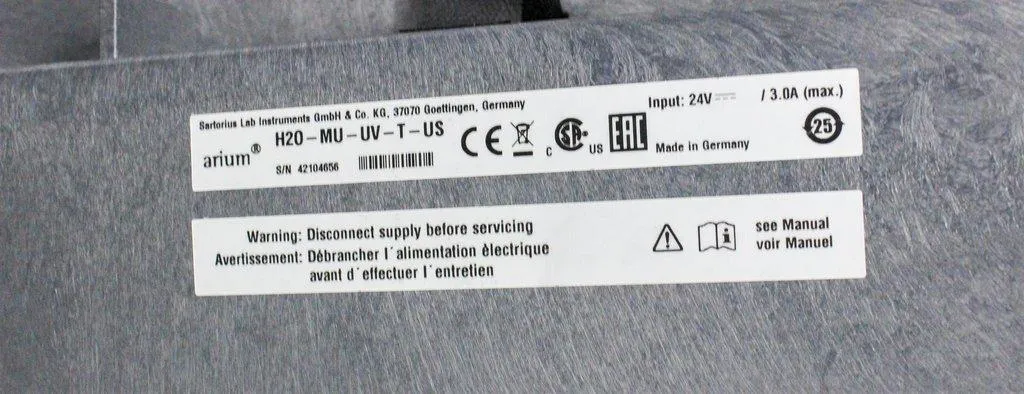 Sartorius Lab Instruments GmbH & Co. KG, 37070 Goettingen, Germany
arium® H2O-MU-UV-T-US
S/N 42104656
CE
C SA US
EAC
Input: 24V / 3.0A (max.)
Made in Germany
25
Warning: Disconnect supply before servicing
Avertissement: Débrancher l´alimentation èlectrique
avant d´effectuer l´entretien
see Manual
voir Manuel